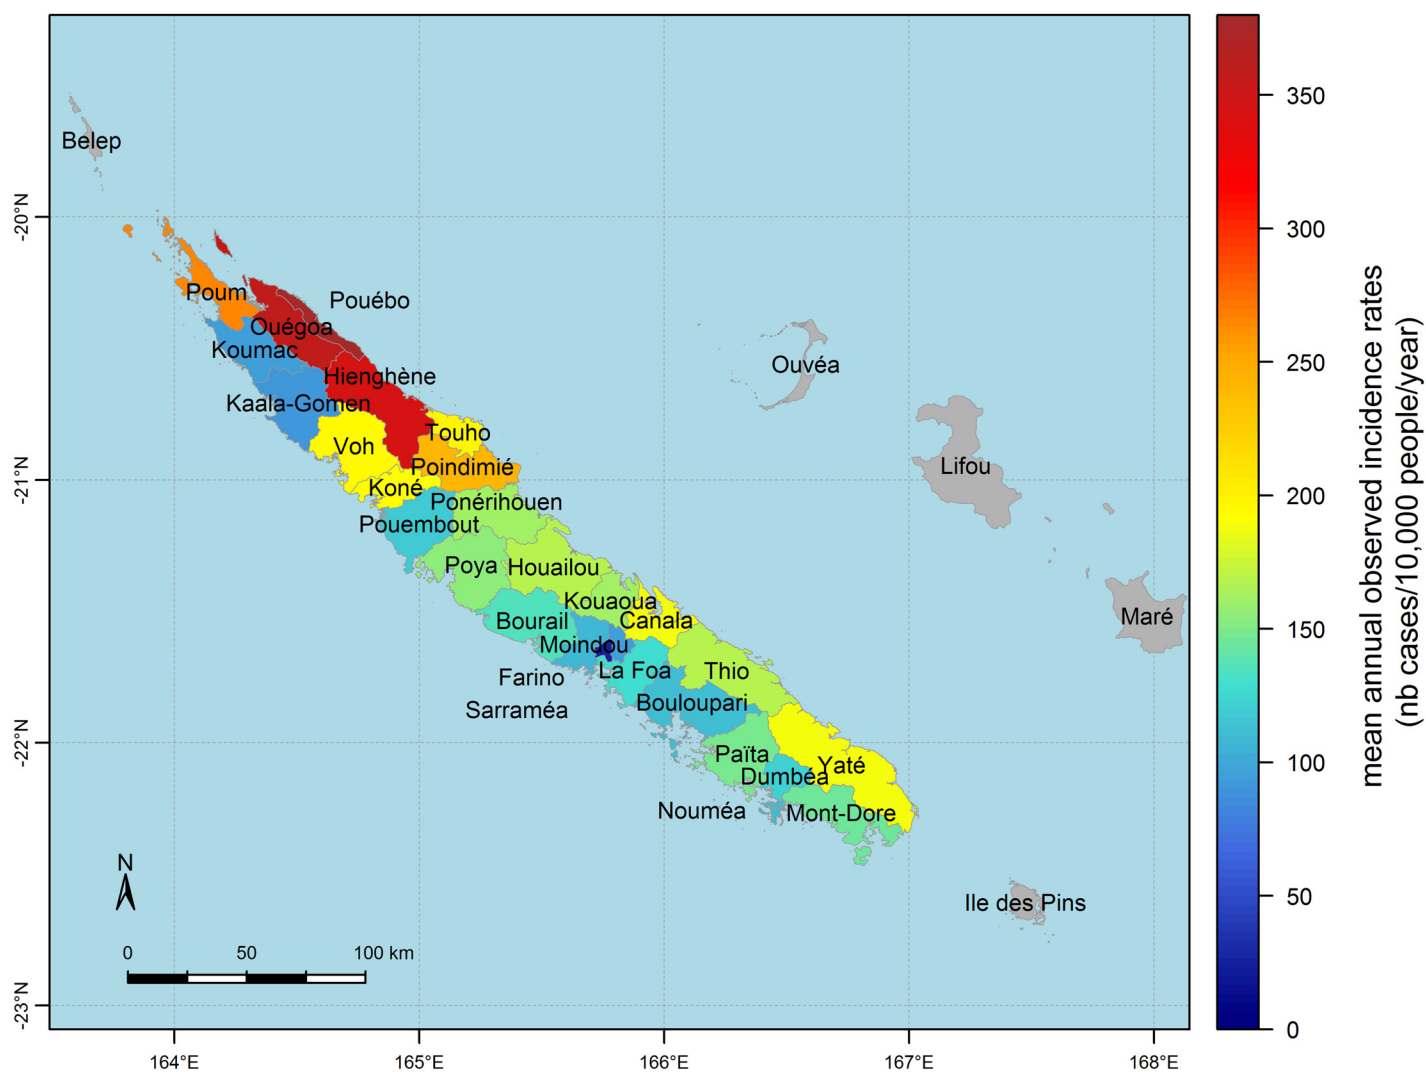 Belep
Poum
Pouébo
Ouégoa
Koumac
Hienghène
Kaala-Gomen
Touho
Voh
Poindimié
Koné
Ponérihouen
Pouembout
Poya
Houaïlou
Kouaoua
Canala
Bourail
Moindou
Farino
La Foa
Thio
Sarraméa
Bouloupari
Païta
Yaté
Dumbéa
Nouméa
Mont-Dore
Ouvéa
Lifou
Maré
Ile des Pins
N
0 50 100 km
-20°N
-21°N
-22°N
-23°N
164°E 165°E 166°E 167°E 168°E
350
300
250
200
150
100
50
0
mean annual observed incidence rates
(nb cases/10,000 people/year)